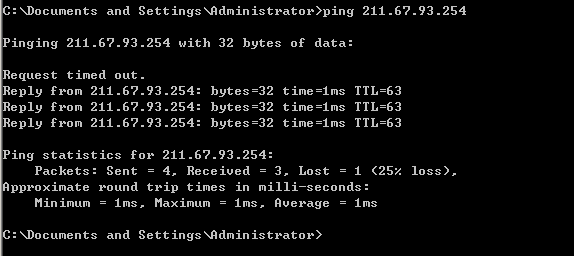 C:\Documents and Settings\Administrator>ping 211.67.93.254
Pinging 211.67.93.254 with 32 bytes of data:
Request timed out.
Reply from 211.67.93.254: bytes=32 time=1ms TTL=63
Reply from 211.67.93.254: bytes=32 time=1ms TTL=63
Reply from 211.67.93.254: bytes=32 time=1ms TTL=63
Ping statistics for 211.67.93.254:
Packets: Sent = 4, Received = 3, Lost = 1 (25% loss),
Approximate round trip times in milli-seconds:
Minimum = 1ms, Maximum = 1ms, Average = 1ms
C:\Documents and Settings\Administrator>